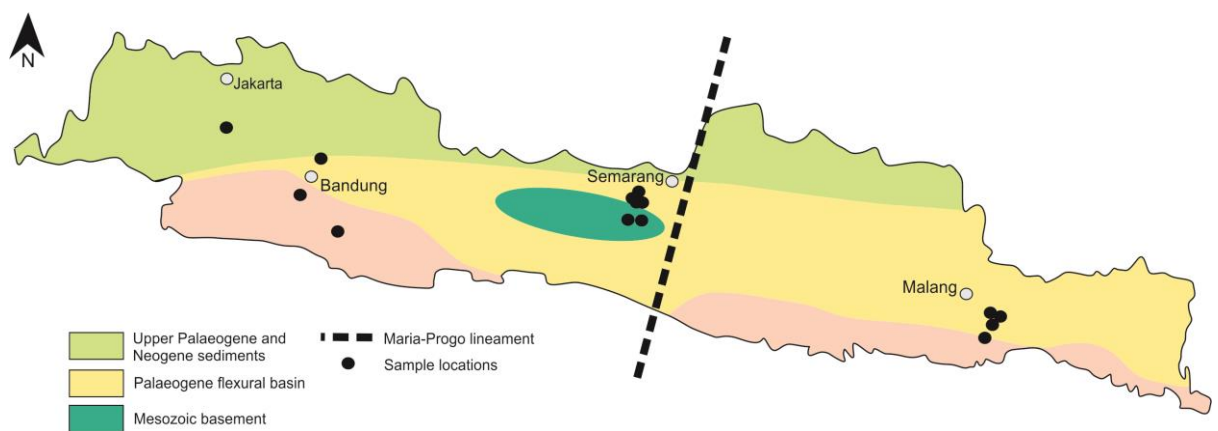 N
Jakarta
Bandung
Semarang
Malang
Upper Palaeogene and
Neogene sediments
Palaeogene flexural basin
Mesozoic basement
Maria-Progo lineament
Sample locations